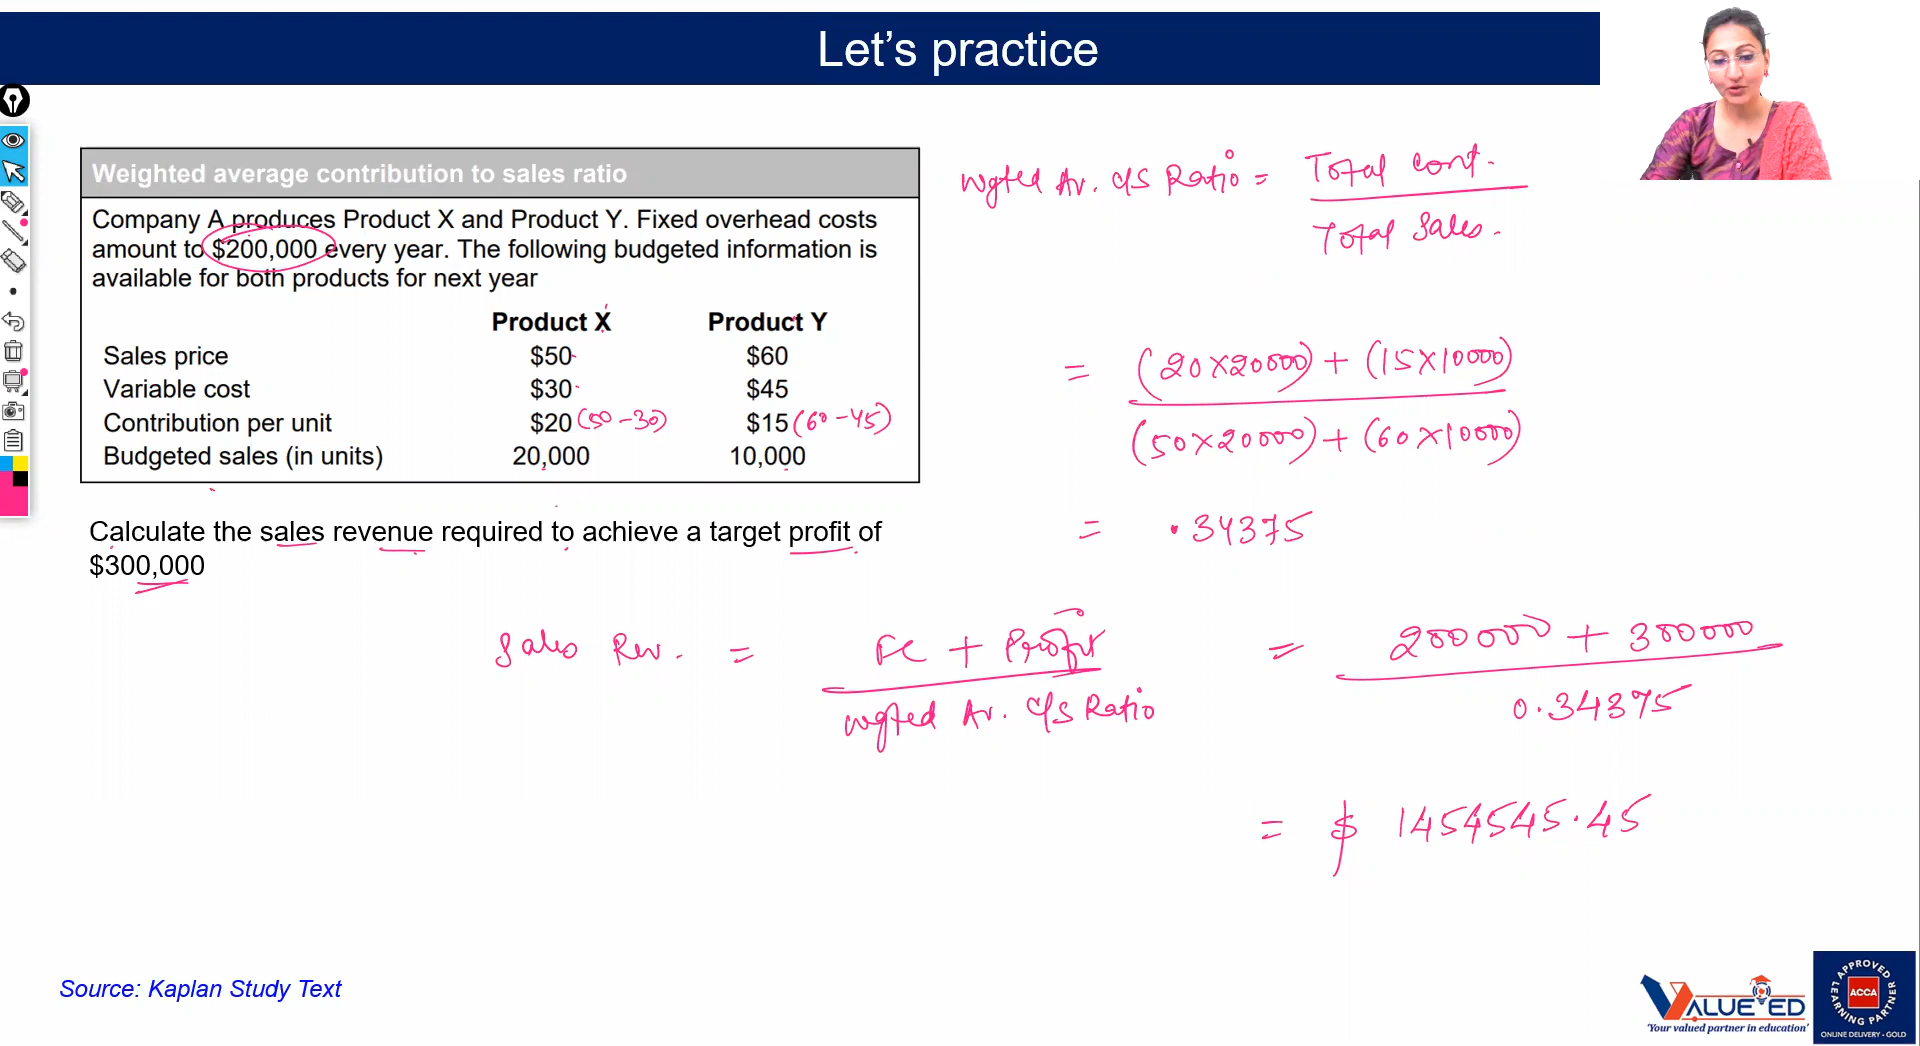 Let's practice
Weighted average contribution to sales ratio
Company A produces Product X and Product Y. Fixed overhead costs
amount to $200,000 every year. The following budgeted information is
available for both products for next year
Product X Product Y
Sales price $50 $60
Variable cost $30 $45
Contribution per unit $20 (50-30) $15 (60-45)
Budgeted sales (in units) 20,000 10,000
Calculate the sales revenue required to achieve a target profit of
$300,000
Wgted Av. C/S Ratio = Total Cont.
Total Sales.
= (20×20000) + (15×10000)
(50×20000) + (60×10000)
= .34375
Sales Rev. = FC + Profit = 200000 + 300000
Wgted Av. C/S Ratio 0.34375
= $ 1454545.45
Source: Kaplan Study Text
VALUE ED
'Your valued partner in education'
APPROVED
LEARNING PARTNER
ACCA
ONLINE DELIVERY - GOLD